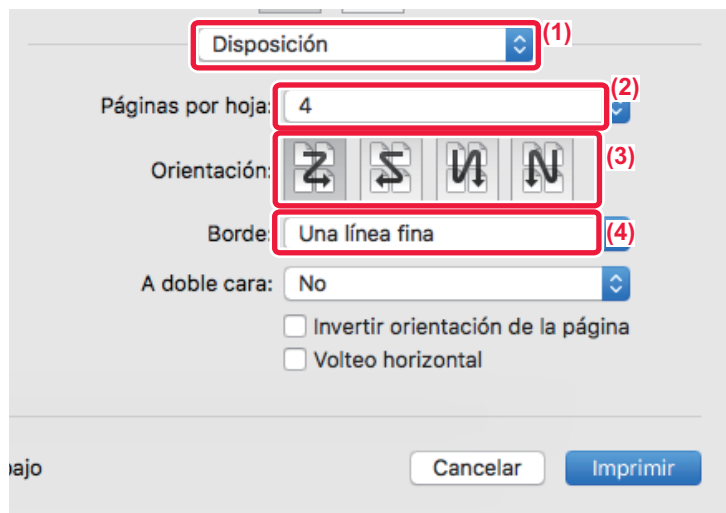 Disposición (1)
Páginas por hoja: 4 (2)
Orientación: (3)
Borde: Una línea fina (4)
A doble cara: No
Invertir orientación de la página
Volteo horizontal
Cancelar Imprimir